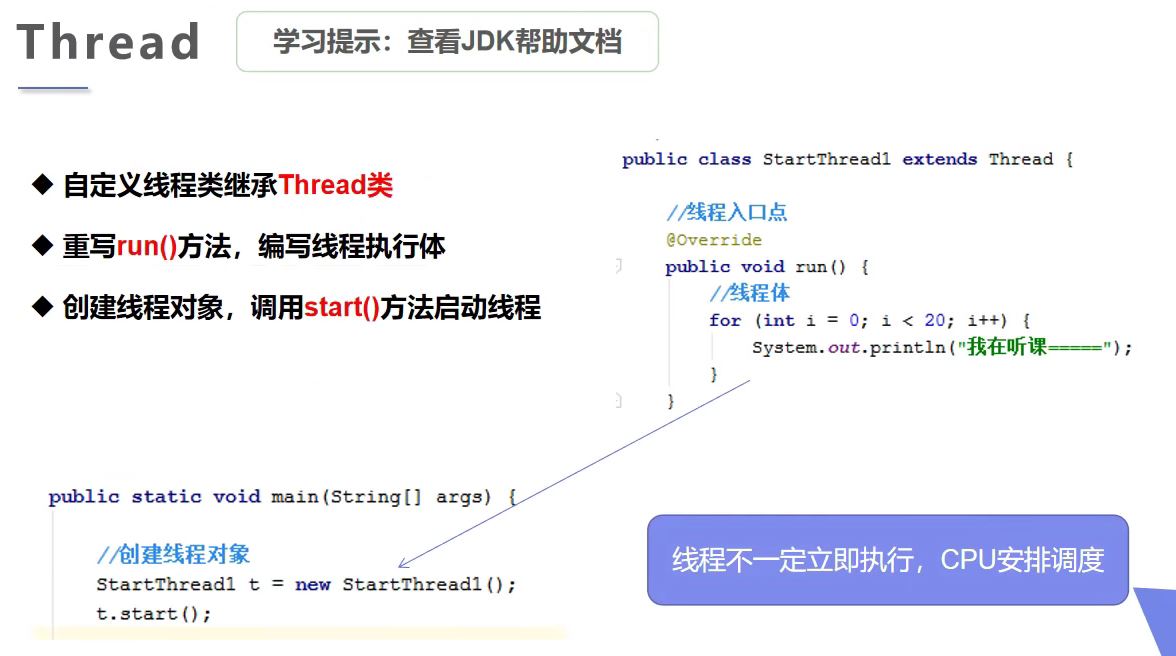 Thread
学习提示：查看JDK帮助文档
◆ 自定义线程类继承Thread类
◆ 重写run()方法，编写线程执行体
◆ 创建线程对象，调用start()方法启动线程
public class StartThread1 extends Thread {
//线程入口点
@Override
public void run() {
//线程体
for (int i = 0; i < 20; i++) {
System.out.println("我在听课=====");
}
}
public static void main(String[] args) {
//创建线程对象
StartThread1 t = new StartThread1();
t.start();
线程不一定立即执行，CPU安排调度